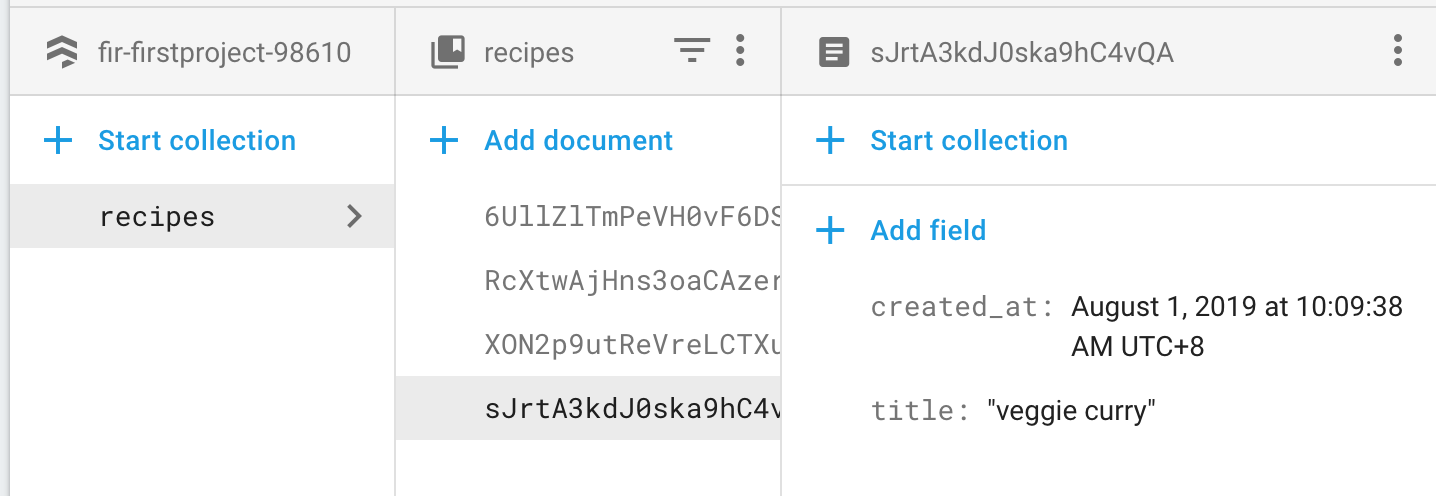 fir-firstproject-98610
recipes
sJrtA3kdJ0ska9hC4vQA
Start collection
Add document
Start collection
recipes
6UllZlTmPeVH0vF6DS
RcXtwAjHns3oaCAzer
XON2p9utReVreLCTXu
sJrtA3kdJ0ska9hC4v
Add field
created_at: August 1, 2019 at 10:09:38
AM UTC+8
title: "veggie curry"